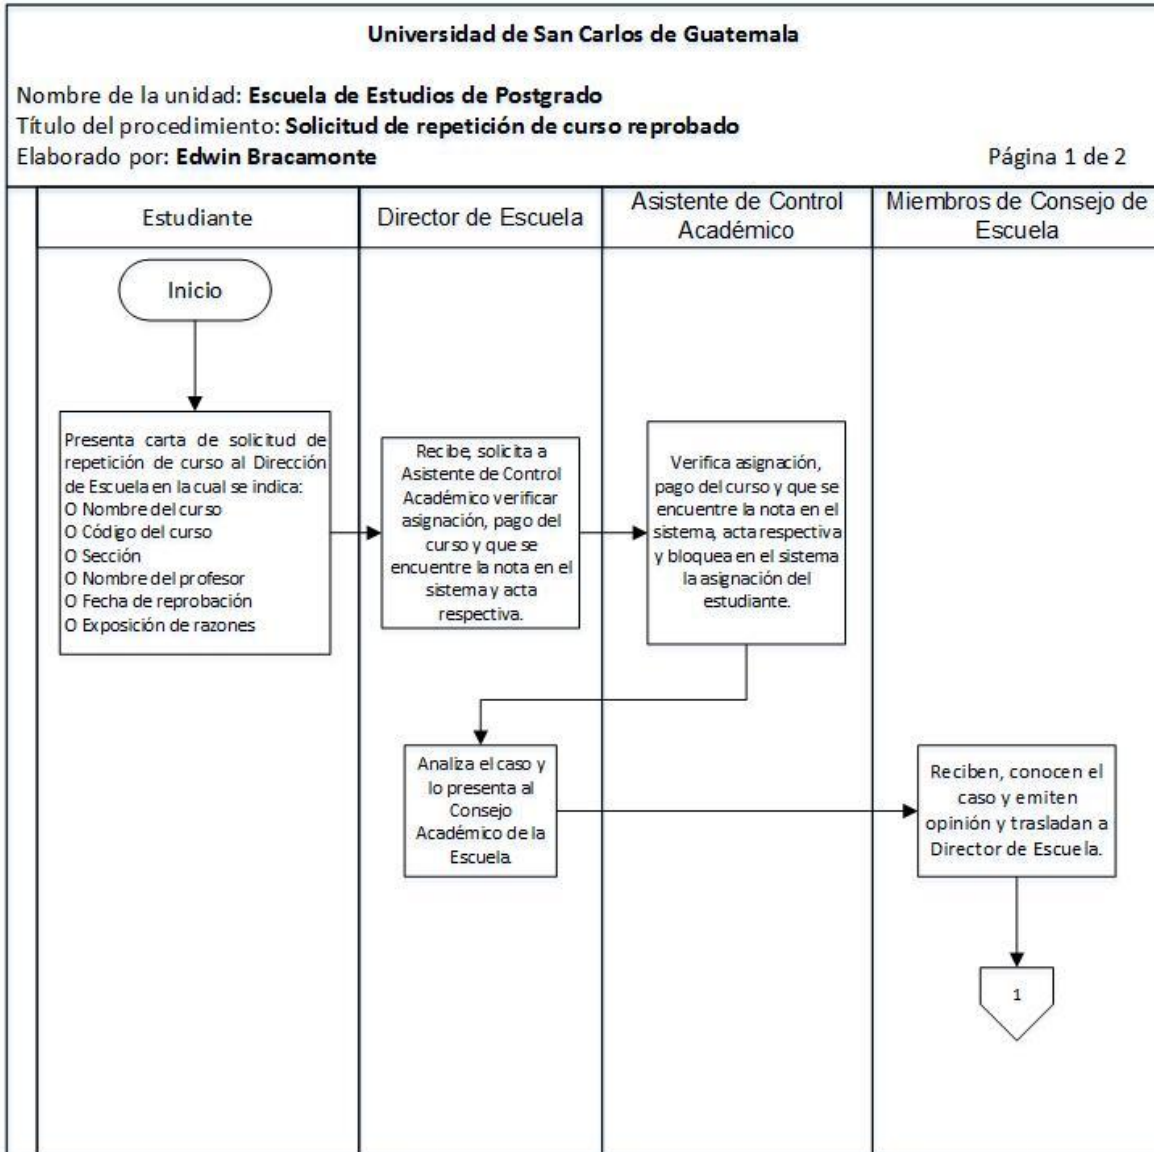 Universidad de San Carlos de Guatemala
Nombre de la unidad: Escuela de Estudios de Postgrado
Título del procedimiento: Solicitud de repetición de curso reprobado
Elaborado por: Edwin Bracamonte
Página 1 de 2
Estudiante
Director de Escuela
Asistente de Control
Académico
Miembros de Consejo de
Escuela
Inicio
Presenta carta de solicitud de
repetición de curso al Dirección
de Escuela en la cual se indica:
O Nombre del curso
O Código del curso
O Sección
O Nombre del profesor
O Fecha de reprobación
O Exposición de razones
Recibe, solicita a
Asistente de Control
Académico verificar
asignación, pago del
curso y que se
encuentre la nota en el
sistema y acta
respectiva.
Verifica asignación,
pago del curso y que se
encuentre la nota en el
sistema, acta respectiva
y bloquea en el sistema
la asignación del
estudiante.
Analiza el caso y
lo presenta al
Consejo
Académico de la
Escuela.
Reciben, conocen el
caso y emiten
opinión y trasladan a
Director de Escuela.
1